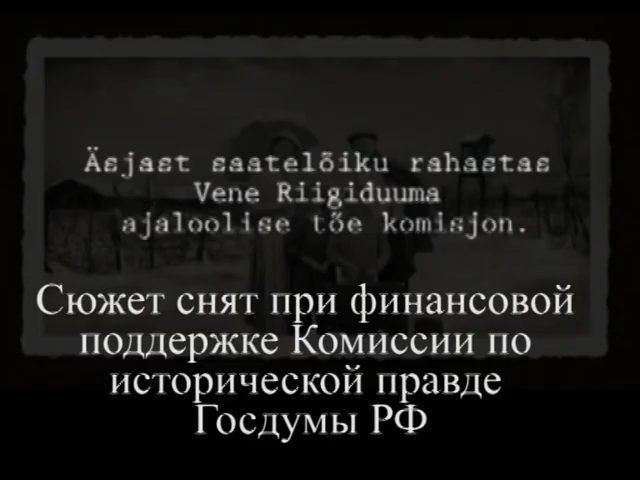 Äsjast saatelõiku rahastas
Vene Riigiduuma
ajaloolise tõe komisjon.
Сюжет снят при финансовой
поддержке Комиссии по
исторической правде
Госдумы РФ